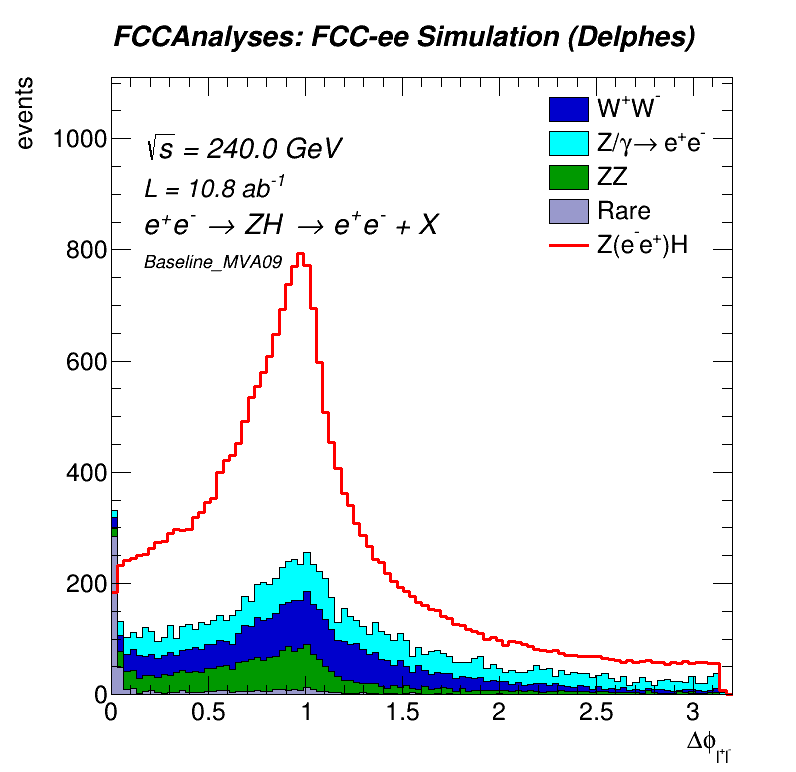 FCCAnalyses: FCC-ee Simulation (Delphes)
events
1000
800
600
400
200
0
√s = 240.0 GeV
L = 10.8 ab⁻¹
e⁺e⁻ → ZH → e⁺e⁻ + X
Baseline_MVA09
W⁺W⁻
Z/γ→ e⁺e⁻
ZZ
Rare
Z(e⁻e⁺)H
0 0.5 1 1.5 2 2.5 3
Δϕ_l⁺l⁻